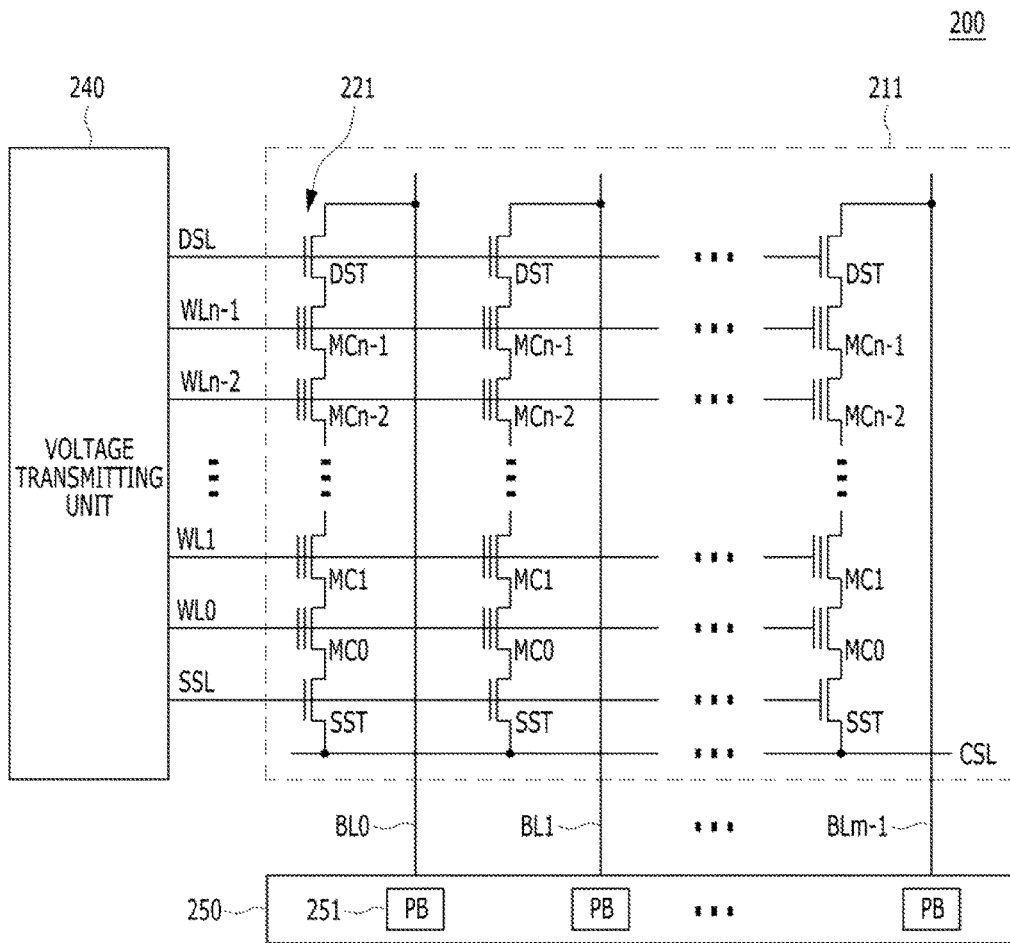 200
240
221
211
DSL
DST DST DST
WLn-1
MCn-1 MCn-1 MCn-1
WLn-2
MCn-2 MCn-2 MCn-2
VOLTAGE
TRANSMITTING
UNIT
WL1
MC1 MC1 MC1
WL0
MC0 MC0 MC0
SSL
SST SST SST
CSL
BL0 BL1 BLm-1
250 251 PB PB PB